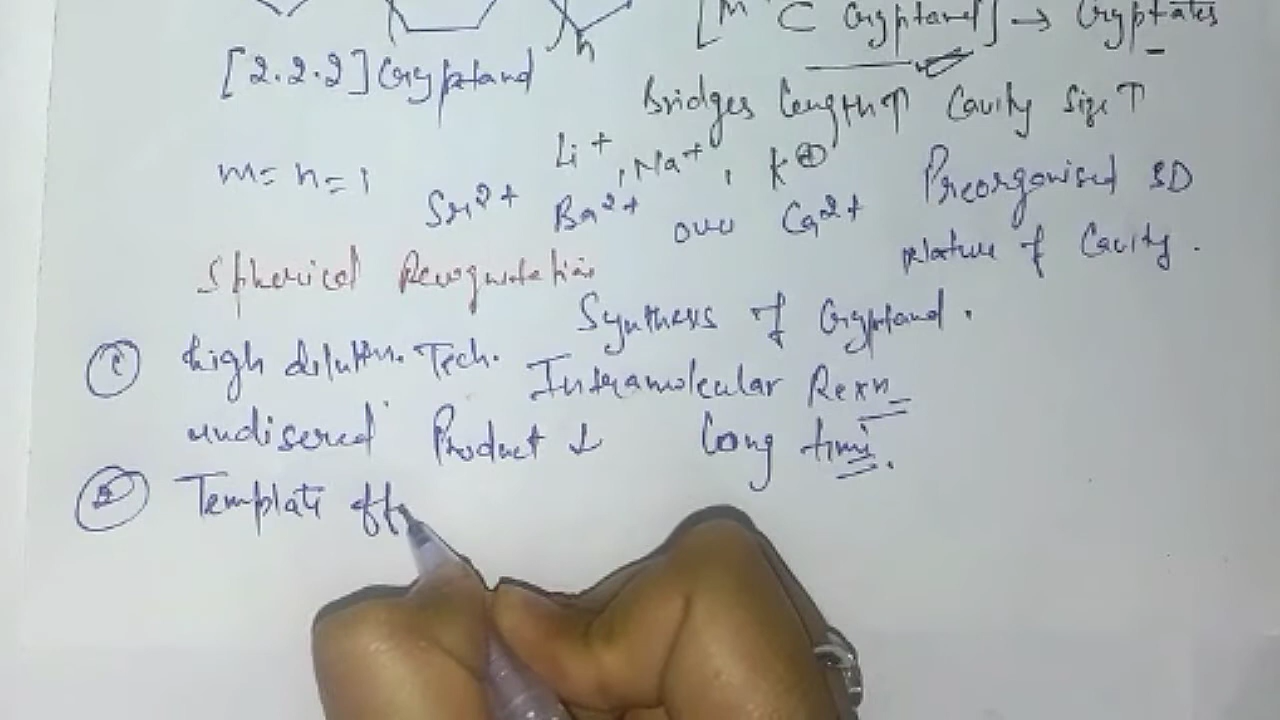 n [M C Cryptand] → Cryptates
[2.2.2] Cryptand
Bridges length↑ Cavity Size ↑
m = n = 1
Li+, Na+, K⊕
Sr2+ Ba2+ over Ca2+
Preorganised 3D
nature of Cavity.
Spherical
Synthesis of Cryptand.
① high dilution. Tech. Intramolecular Rexn
undisered Product ↓ long time.
② Template eff